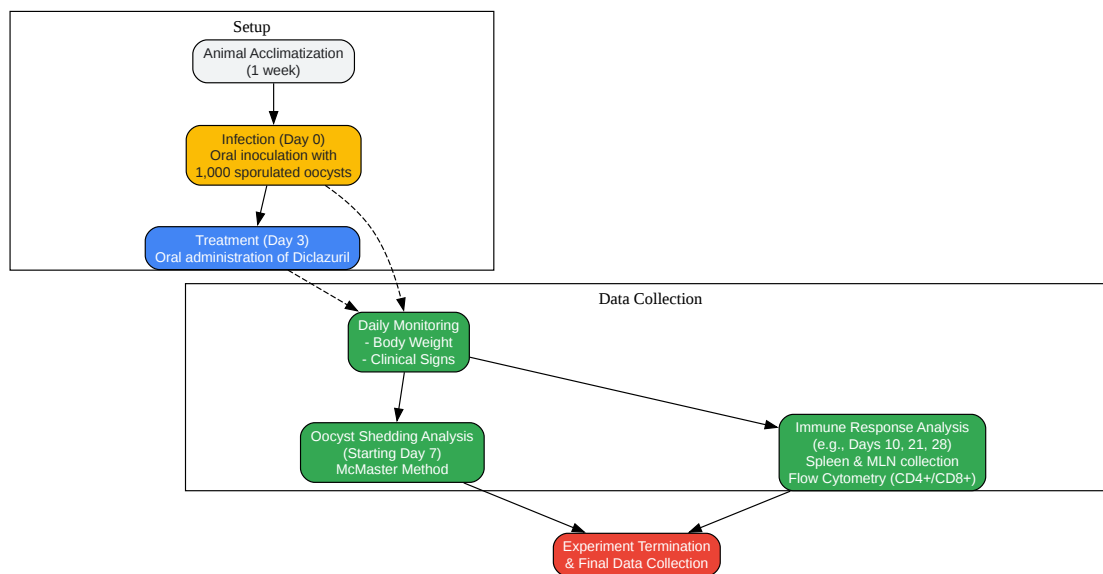 Setup
Animal Acclimatization
(1 week)
Infection (Day 0)
Oral inoculation with
1,000 sporulated oocysts
Treatment (Day 3)
Oral administration of Diclazuril
Data Collection
Daily Monitoring
- Body Weight
- Clinical Signs
Oocyst Shedding Analysis
(Starting Day 7)
McMaster Method
Immune Response Analysis
(e.g., Days 10, 21, 28)
Spleen & MLN collection
Flow Cytometry (CD4+/CD8+)
Experiment Termination
& Final Data Collection